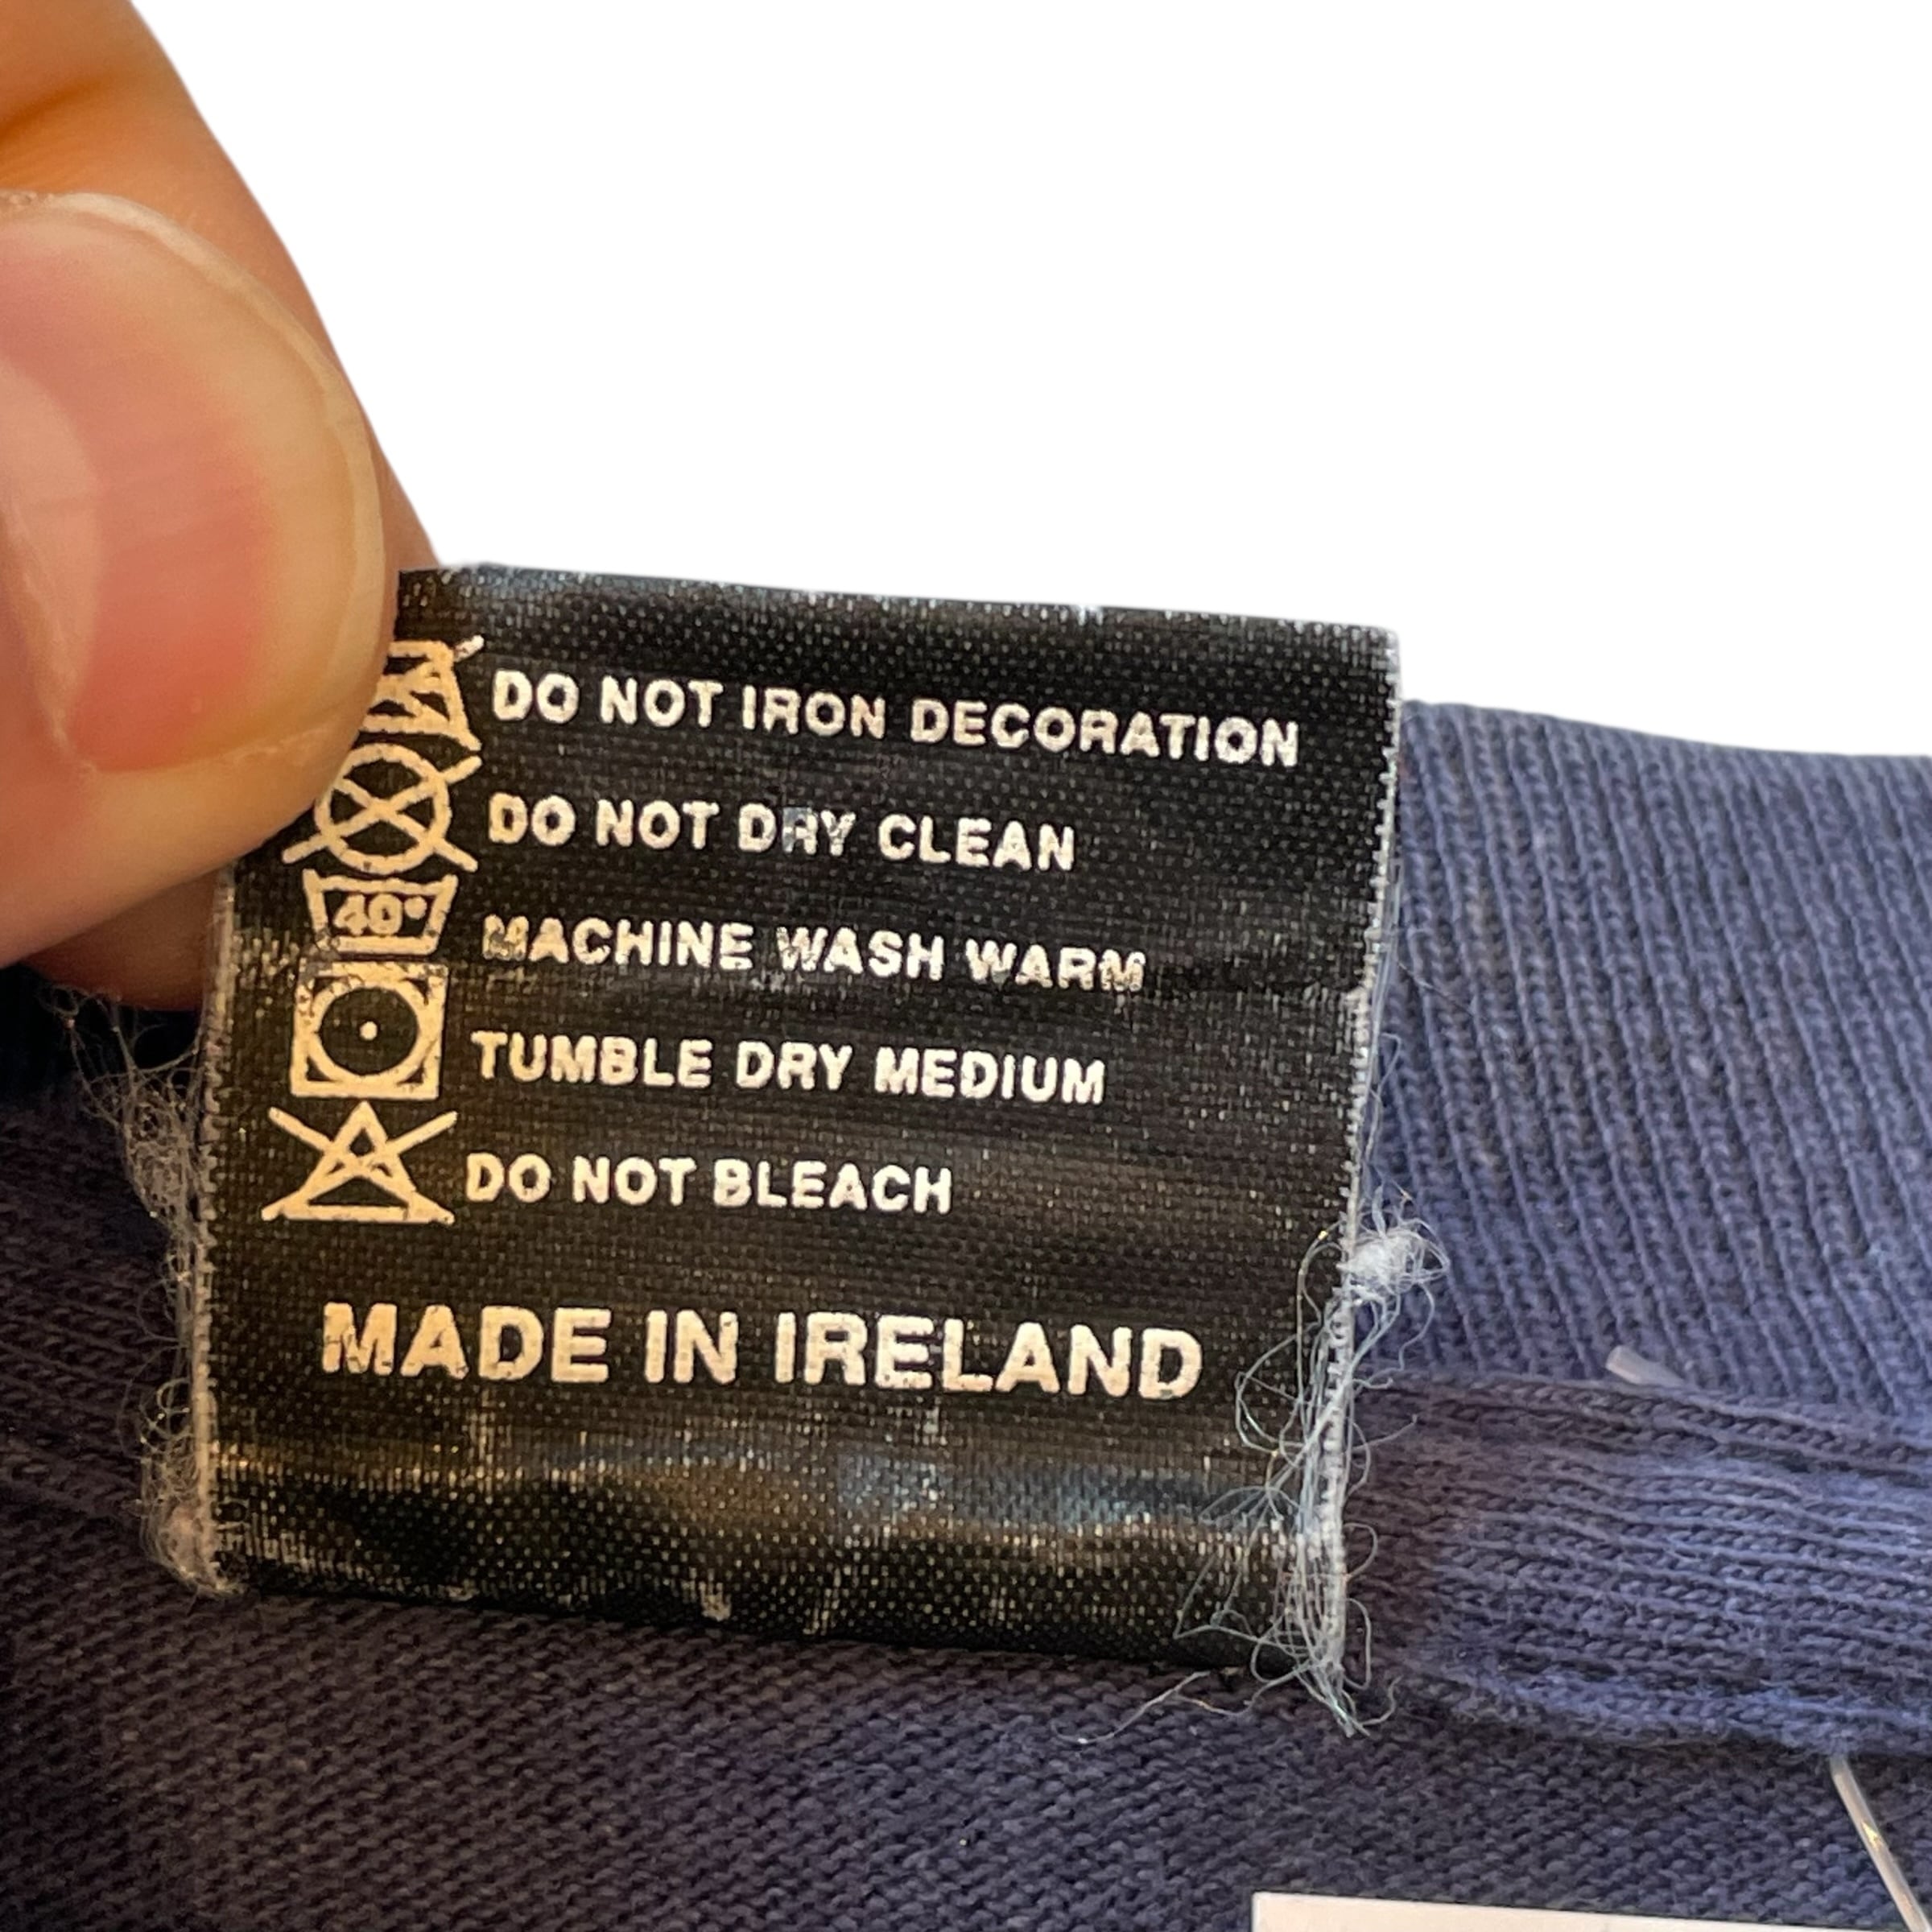 DO NOT IRON DECORATION
DO NOT DRY CLEAN
40°
MACHINE WASH WARM
TUMBLE DRY MEDIUM
DO NOT BLEACH
MADE IN IRELAND